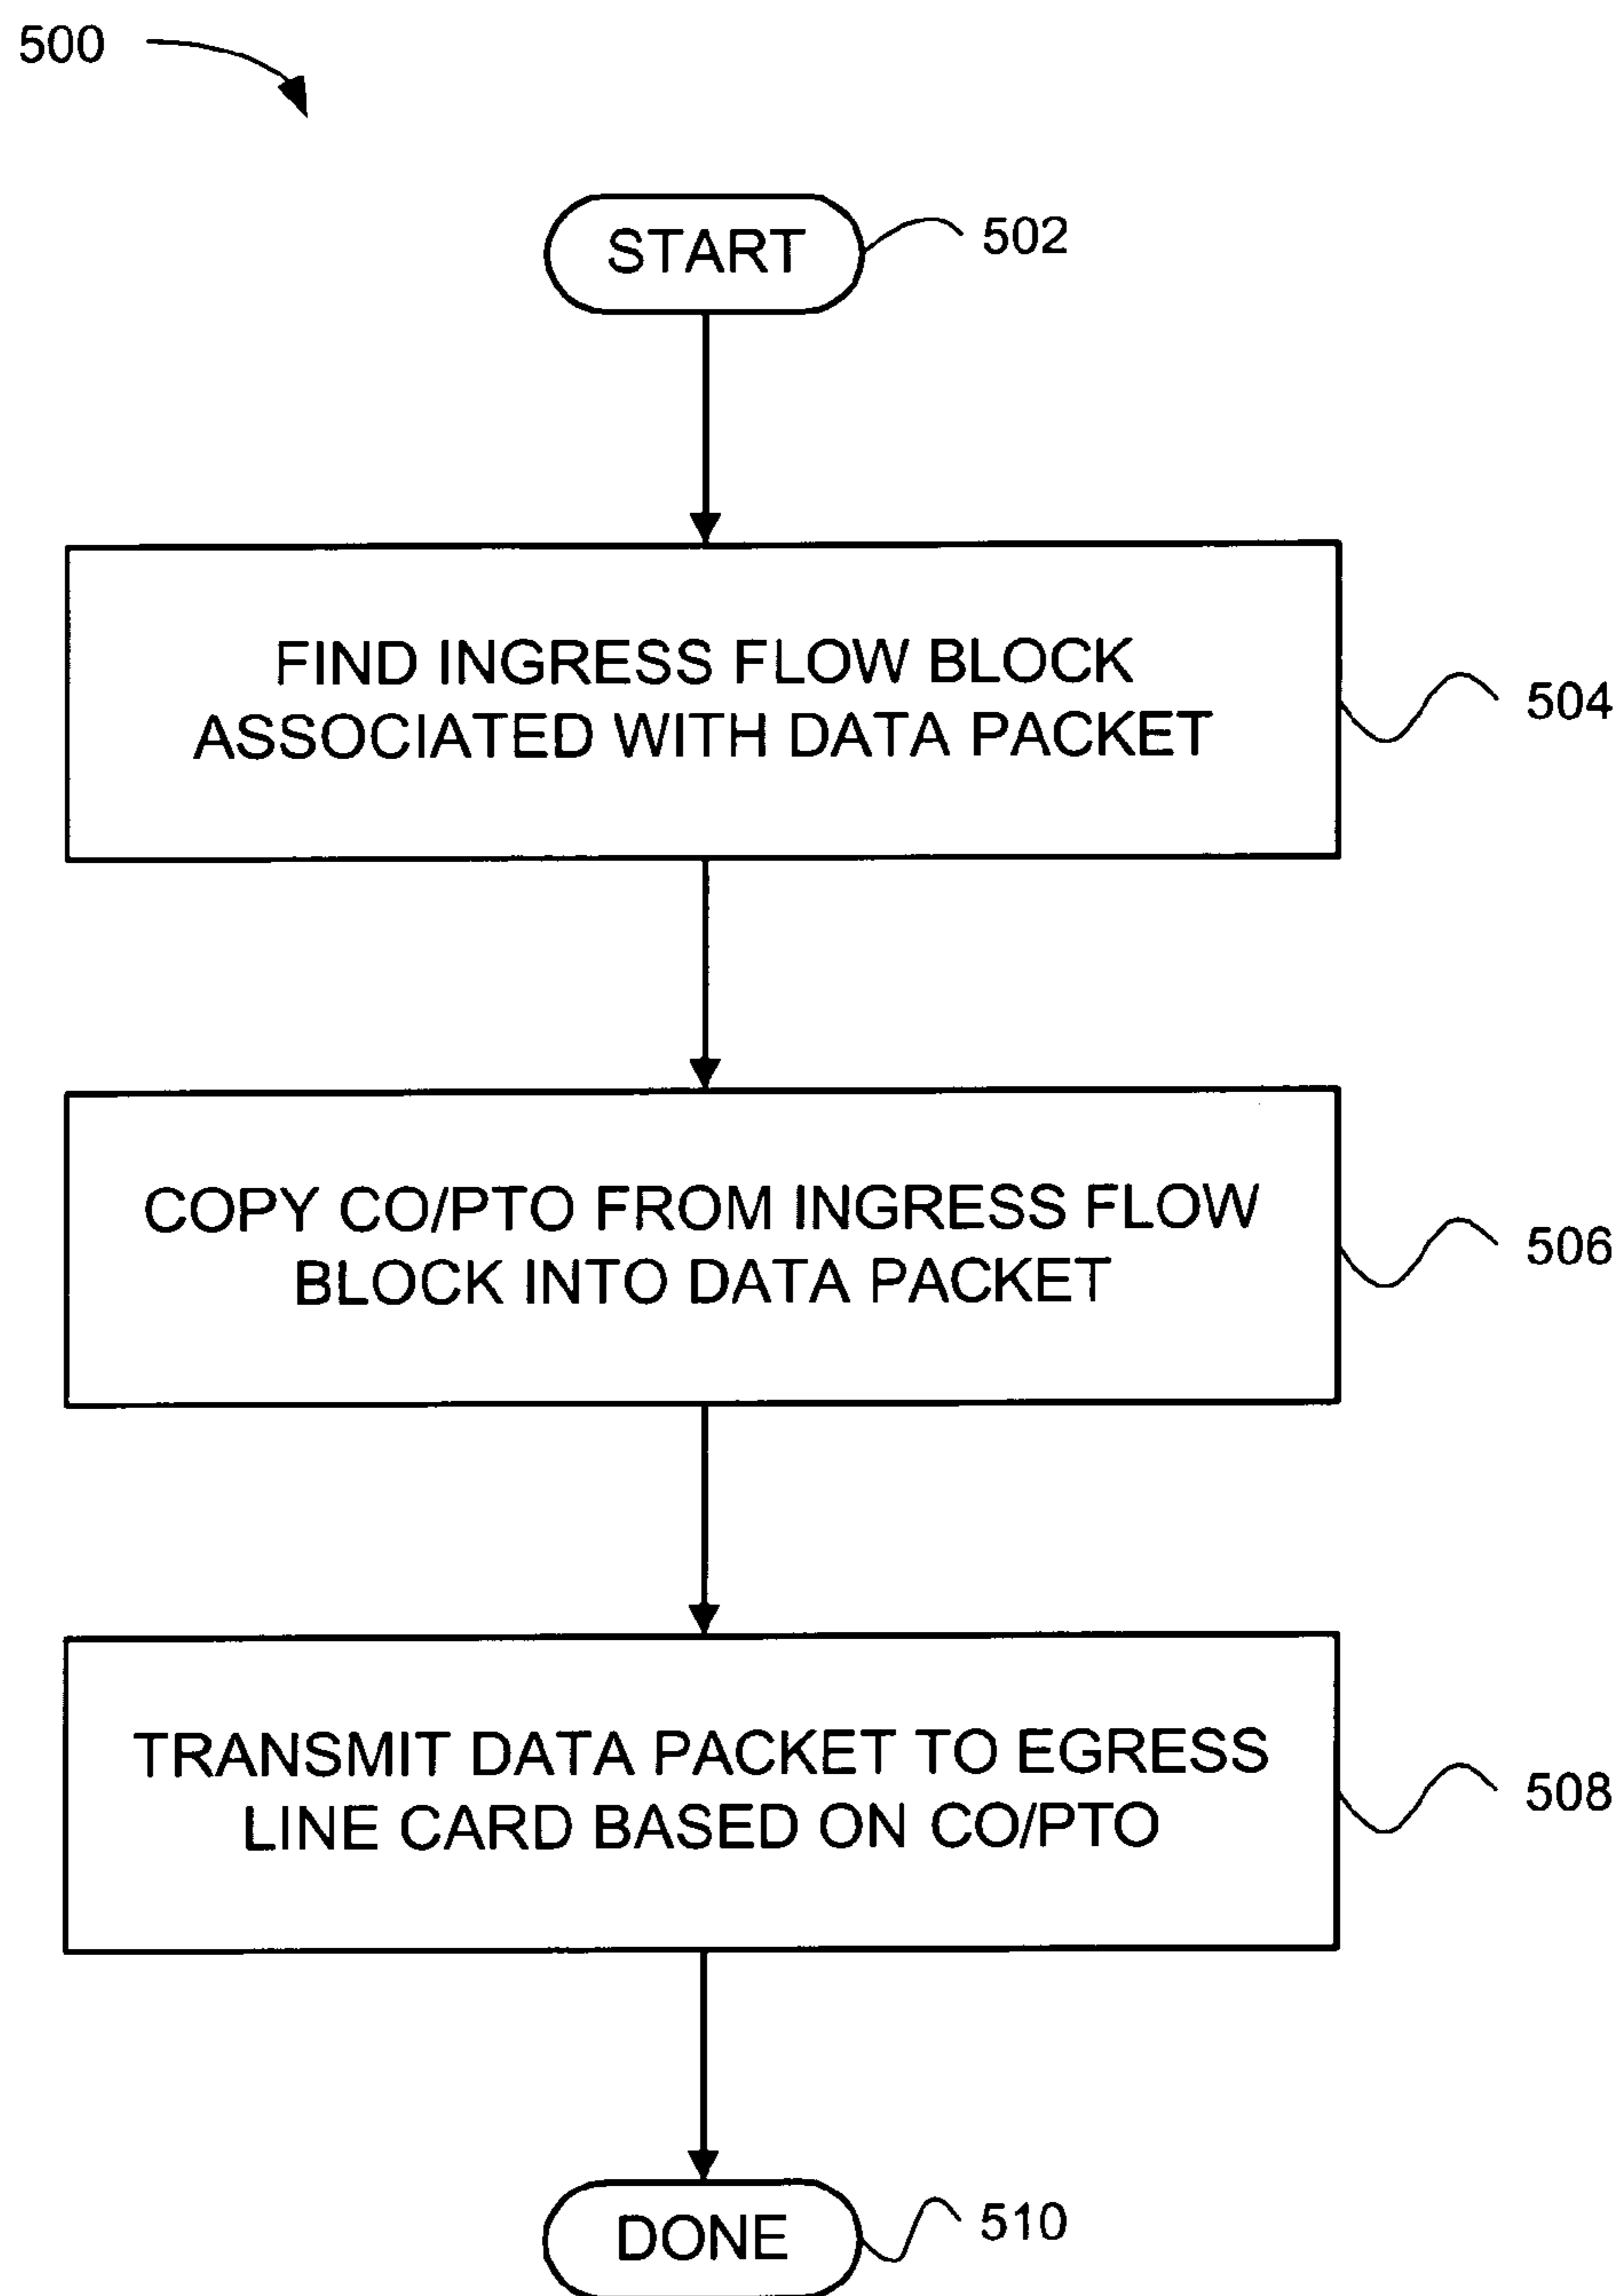 500
START
502
FIND INGRESS FLOW BLOCK
ASSOCIATED WITH DATA PACKET
504
COPY CO/PTO FROM INGRESS FLOW
BLOCK INTO DATA PACKET
506
TRANSMIT DATA PACKET TO EGRESS
LINE CARD BASED ON CO/PTO
508
DONE
510